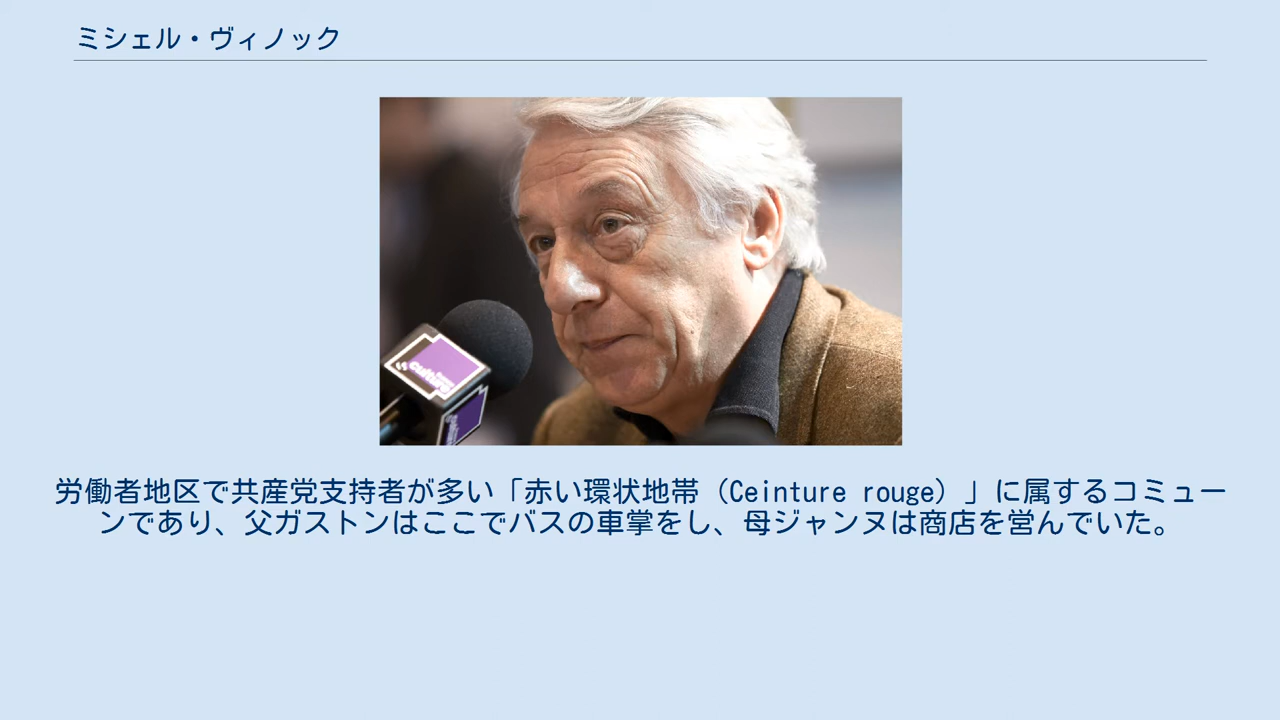 ミシェル・ヴィノック
culture
労働者地区で共産党支持者が多い「赤い環状地帯（Ceinture rouge）」に属するコミュー
ンであり、父ガストンはここでバスの車掌をし、母ジャンヌは商店を営んでいた。